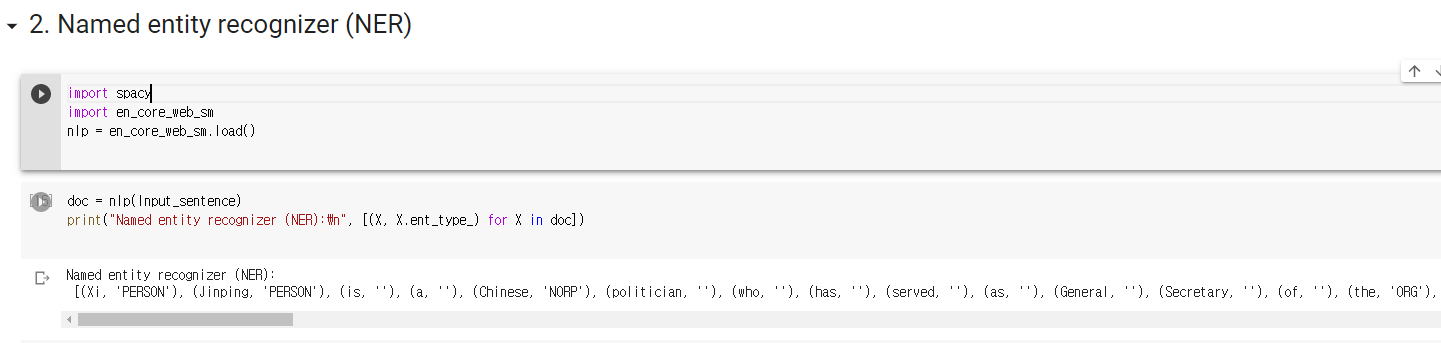 2. Named entity recognizer (NER)
import spacy
import en_core_web_sm
nlp = en_core_web_sm.load()
doc = nlp(Input_sentence)
print("Named entity recognizer (NER):₩n", [(X, X.ent_type_) for X in doc])
Named entity recognizer (NER):
[(Xi, 'PERSON'), (Jinping, 'PERSON'), (is, ''), (a, ''), (Chinese, 'NORP'), (politician, ''), (who, ''), (has, ''), (served, ''), (as, ''), (General, ''), (Secretary, ''), (of, ''), (the, 'ORG'),